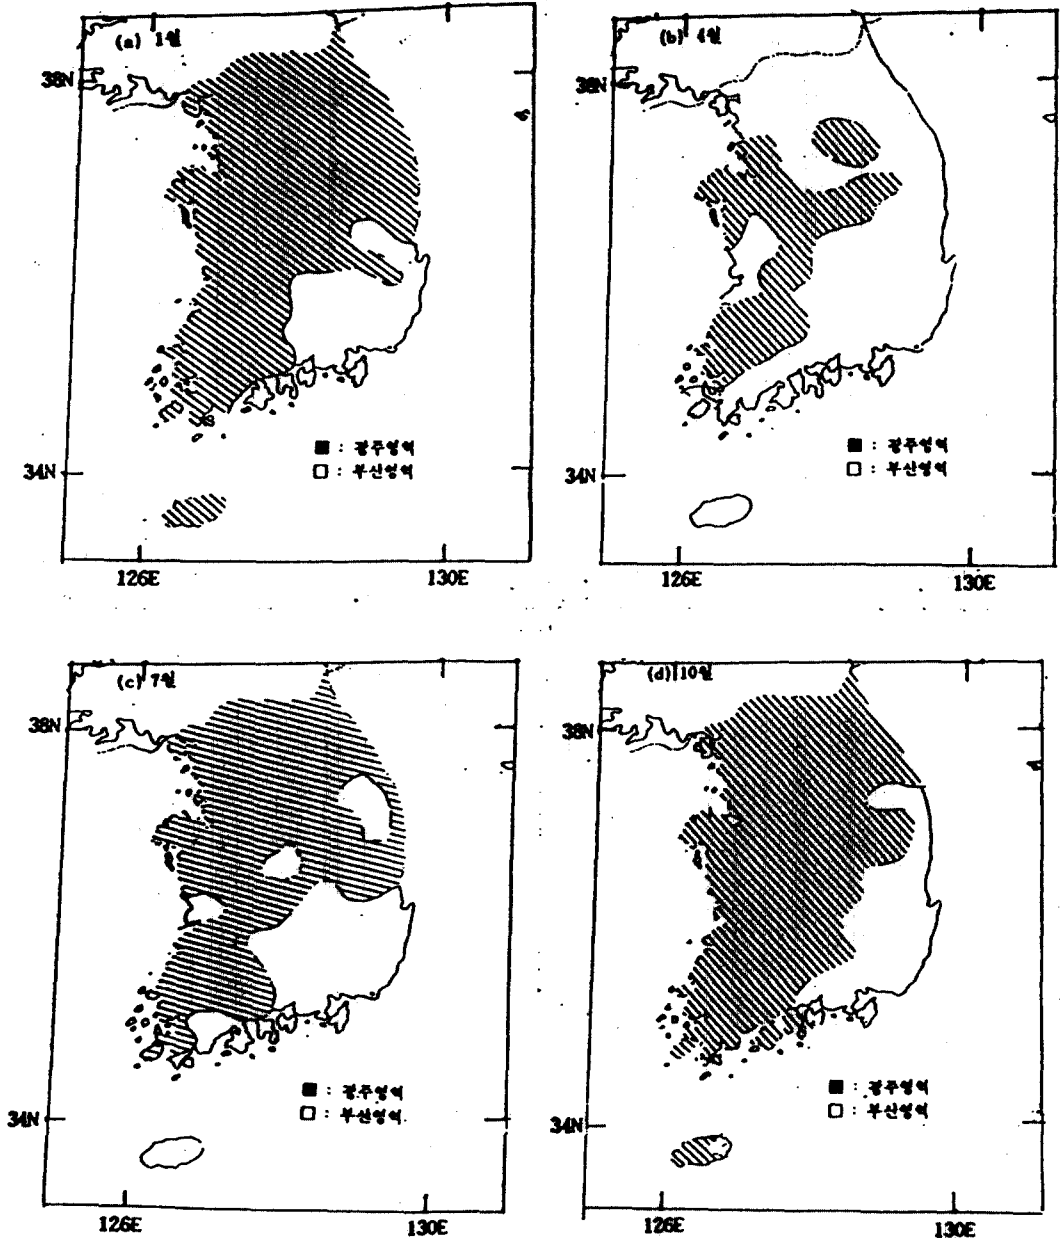 (a) 1월
38N
34N
■ : 광주영역
□ : 부산영역
126E
130E
(b) 4월
38N
34N
■ : 광주영역
□ : 부산영역
126E
130E
(c) 7월
38N
34N
■ : 광주영역
□ : 부산영역
126E
130E
(d) 10월
38N
34N
■ : 광주영역
□ : 부산영역
126E
130E